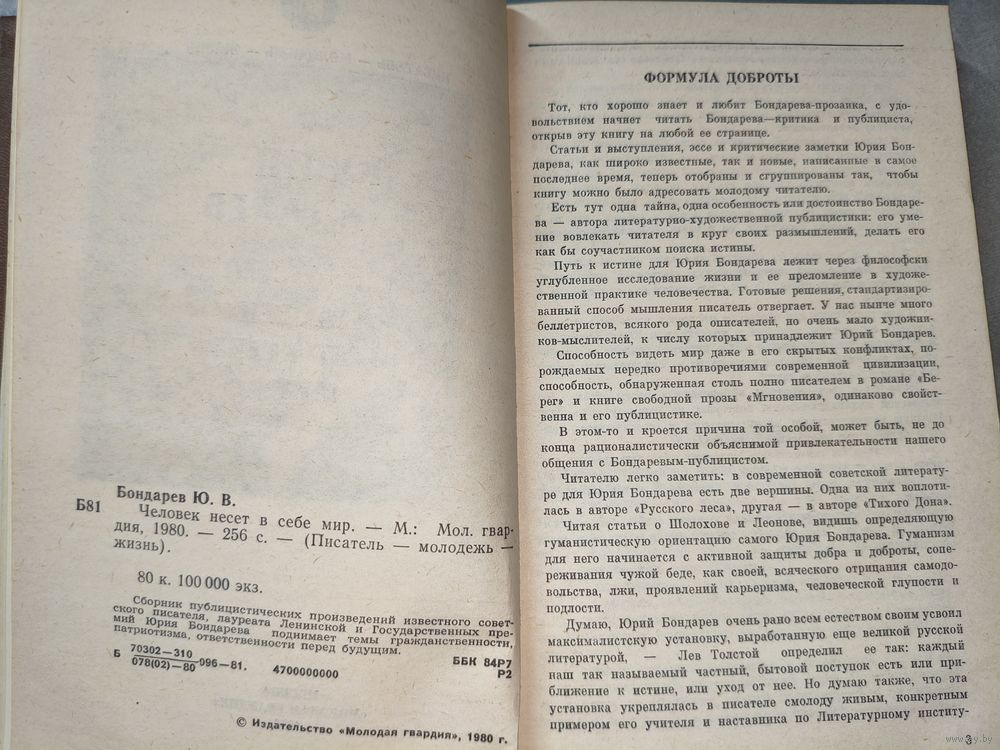 Бондарев Ю. В.
Б81
Человек несет в себе мир. — М.: Мол. гвар-
дия, 1980. — 256 с. — (Писатель — молодежь —
жизнь).
80 к. 100 000 экз.
Сборник публицистических произведений известного совет-
ского писателя, лауреата Ленинской и Государственных пре-
мий Юрия Бондарева поднимает темы гражданственности,
патриотизма, ответственности перед будущим.
Б 70302—310
078(02)—80 096—81. 4700000000
ББК 84Р7
Р2
© Издательство «Молодая гвардия», 1980 г.
ФОРМУЛА ДОБРОТЫ
Тот, кто хорошо знает и любит Бондарева-прозаика, с удо-
вольствием начнет читать Бондарева—критика и публициста,
открыв эту книгу на любой ее странице.
Статьи и выступления, эссе и критические заметки Юрия Бон-
дарева, как широко известные, так и новые, написанные в самое
последнее время, теперь отобраны и сгруппированы так, чтобы
книгу можно было адресовать молодому читателю.
Есть тут одна тайна, одна особенность или достоинство Бондаре-
ва — автора литературно-художественной публицистики: его уме-
ние вовлекать читателя в круг своих размышлений, делать его
как бы соучастником поиска истины.
Путь к истине для Юрия Бондарева лежит через философски
углубленное исследование жизни и ее преломление в художе-
ственной практике человечества. Готовые решения, стандартизиро-
ванный способ мышления писатель отвергает. У нас нынче много
беллетристов, всякого рода описателей, но очень мало художни-
ков-мыслителей, к числу которых принадлежит Юрий Бондарев.
Способность видеть мир даже в его скрытых конфликтах, по-
рождаемых нередко противоречиями современной цивилизации,
способность, обнаруженная столь полно писателем в романе «Бе-
рег» и книге свободной прозы «Мгновения», одинаково свойст-
венна и его публицистике.
В этом-то и кроется причина той особой, может быть, не до
конца рационалистически объяснимой привлекательности нашего
общения с Бондаревым-публицистом.
Читателю легко заметить: в современной советской литерату-
ре для Юрия Бондарева есть две вершины. Одна из них воплоти-
лась в авторе «Русского леса», другая — в авторе «Тихого Дона».
Читая статьи о Шолохове и Леонове, видишь определяющую
гуманистическую ориентацию самого Юрия Бондарева. Гуманизм
для него начинается с активной защиты добра и доброты, сопе-
реживания чужой беде, как своей, всяческого отрицания самодо-
вольства, лжи, проявлений карьеризма, человеческой глупости и
подлости.
Думаю, Юрий Бондарев очень рано всем естеством своим усвоил
максималистскую установку, выработанную еще великой русской
литературой, — Лев Толстой определил ее так: каждый
наш так называемый частный, бытовой поступок есть или при-
ближение к истине, или уход от нее. Но думаю также, что эта
установка укреплялась в писателе смолоду живым, конкретным
примером его учителя и наставника по Литературному институ-
3